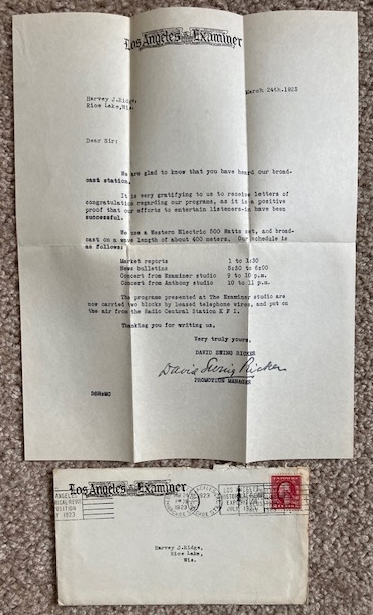 Los Angeles Examiner
March 24th.1923
Harvey J.Ridge,
Rice Lake,Wis.
Dear Sir:
We are glad to know that you have heard our broad-
cast station.
It is very gratifying to us to receive letters of
congratulation regarding our programs, as it is a positive
proof that our efforts to entertain listeners-in have been
successful.
We use a Western Electric 500 Watts set, and broad-
cast on a wave length of about 400 meters. Our schedule is
as follows:
Market reports 1 to 1:30
News bulletins 5:30 to 6:00
Concert from Examiner studio 9 to 10 p.m.
Concert from Anthony studio 10 to 11 p.m.
The programs presented at The Examiner studio are
now carried two blocks by leased telephone wires, and put on
the air from the Radio Central Station K F I.
Thanking you for writing us.
Very truly yours,
DAVID EWING RICKER
David Ewing Ricker
PROMOTION MANAGER
DER:MC
Los Angeles Examiner
1923
Harvey J.Ridge,
Rice Lake,
Wis.